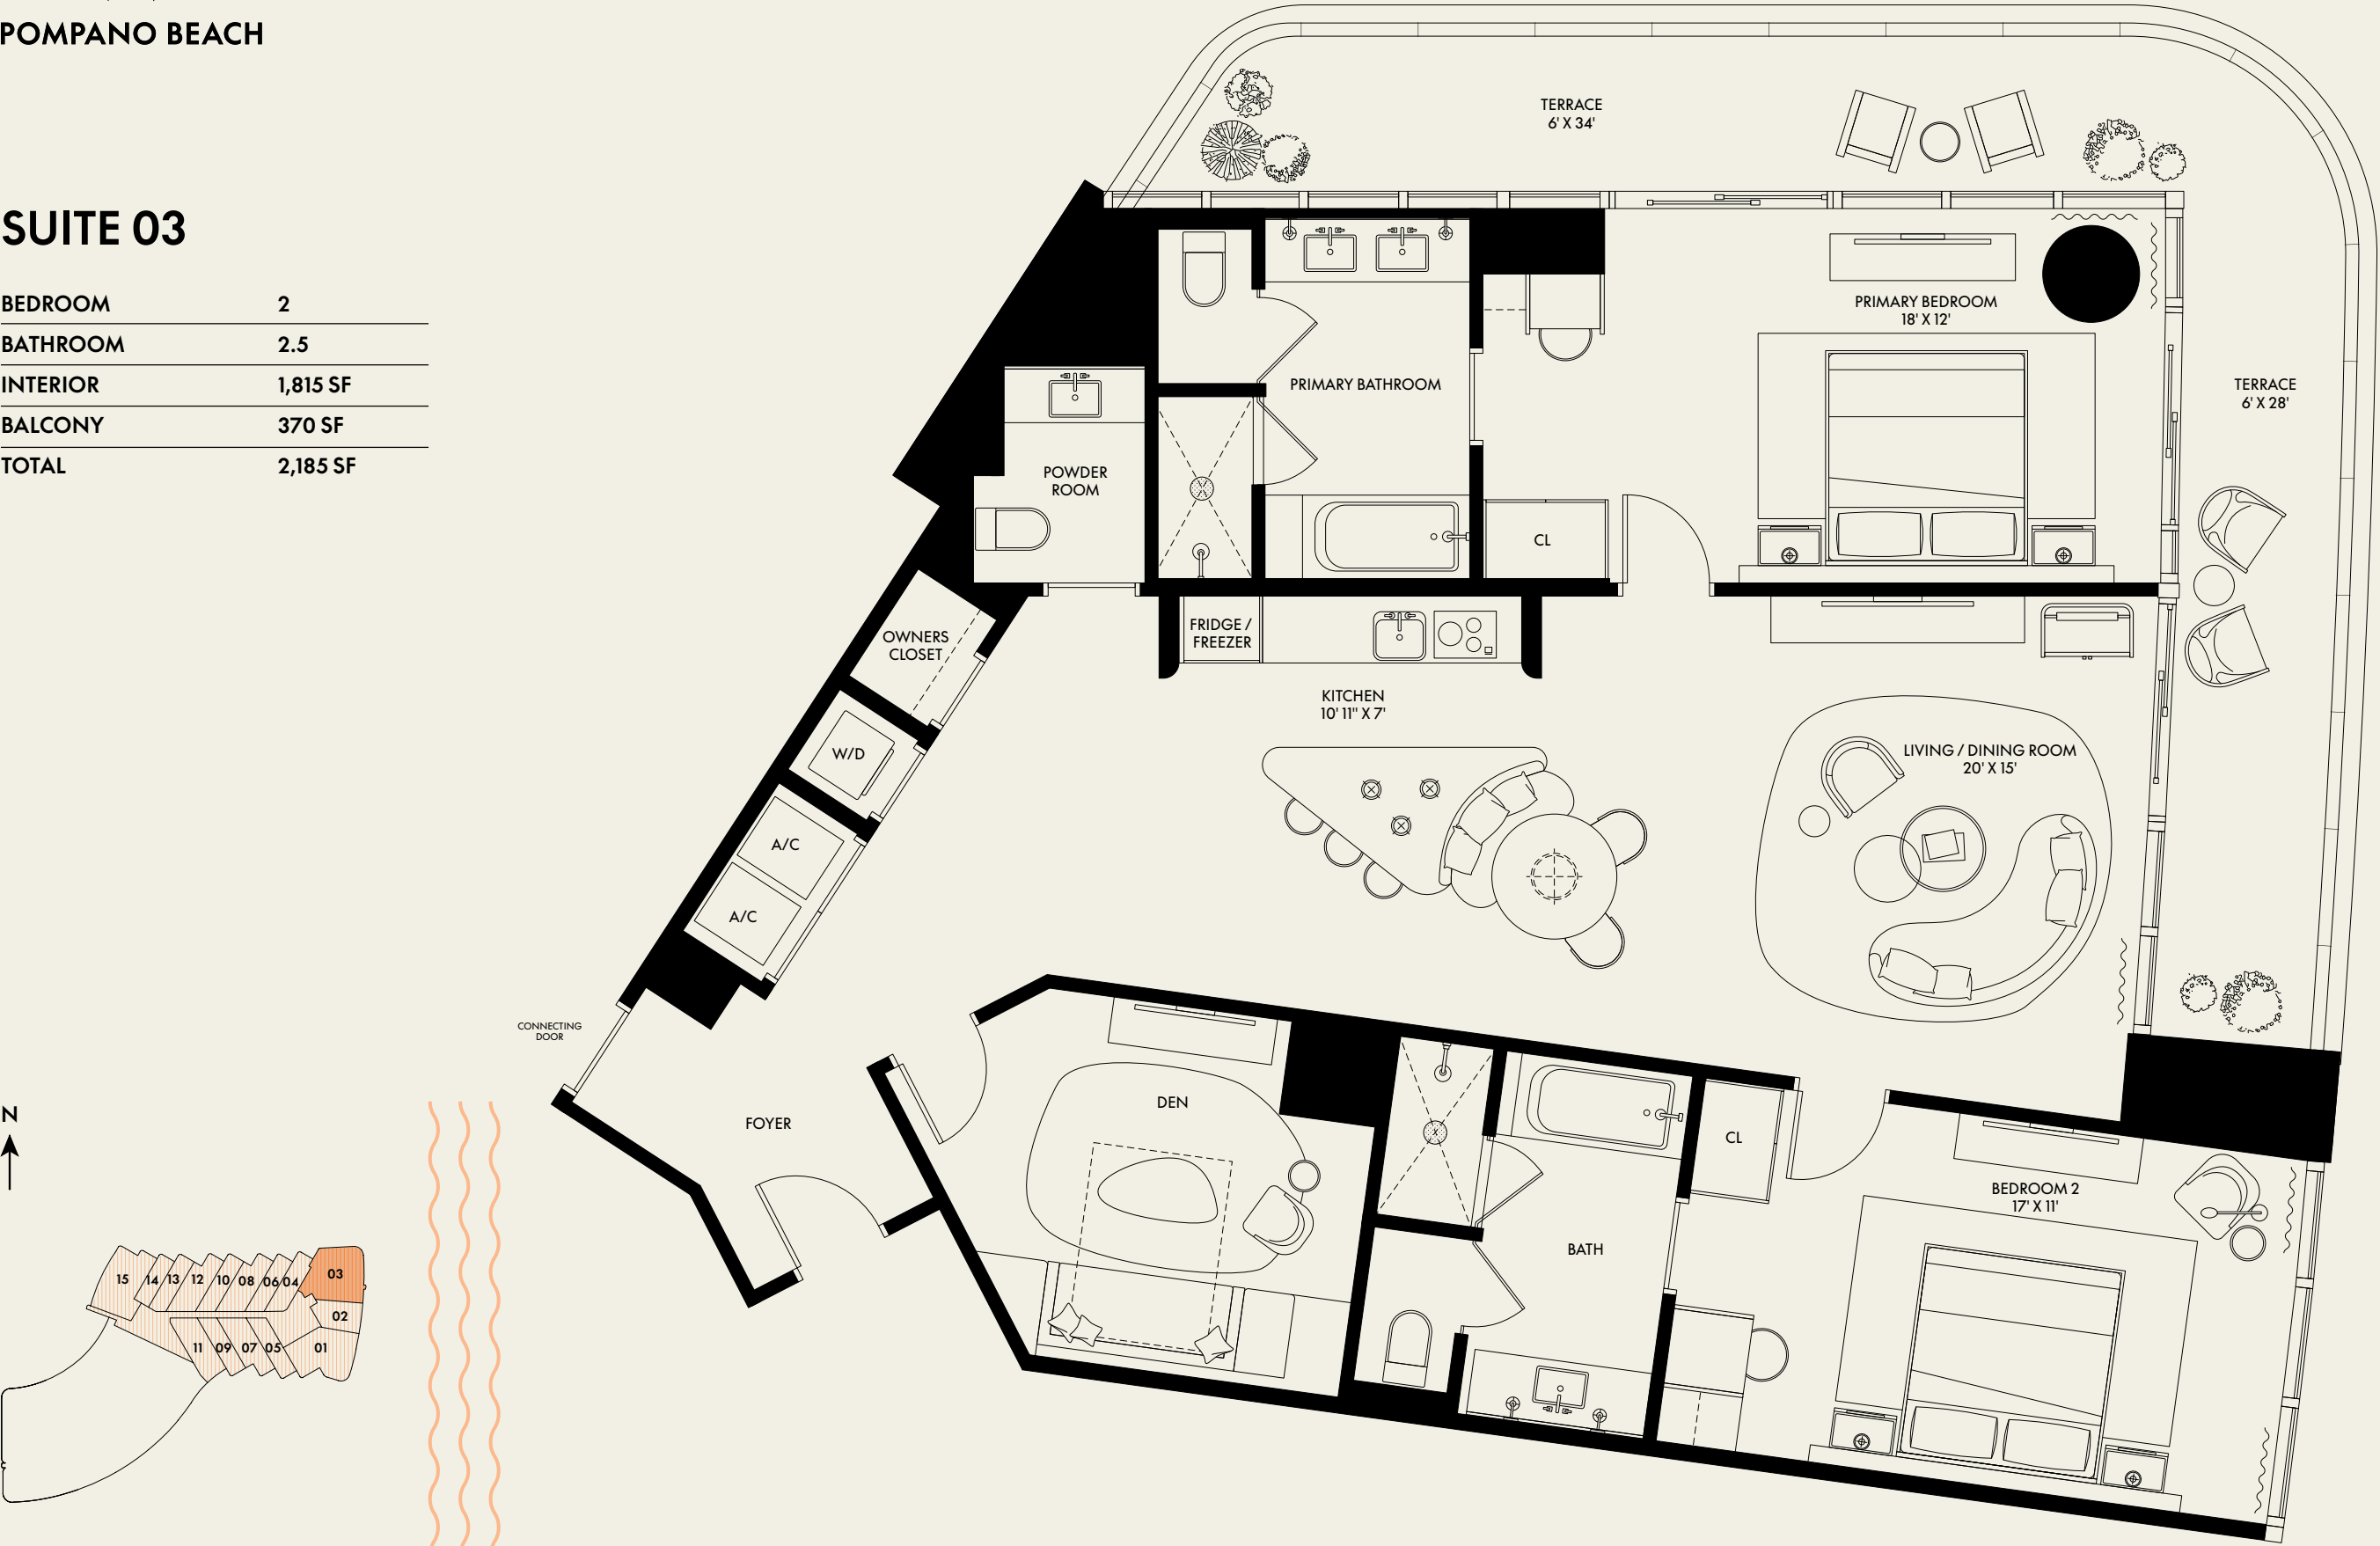 POMPANO BEACH
SUITE 03
BEDROOM 2
BATHROOM 2.5
INTERIOR 1,815 SF
BALCONY 370 SF
TOTAL 2,185 SF
TERRACE
6' X 34'
PRIMARY BEDROOM
18' X 12'
PRIMARY BATHROOM
TERRACE
6' X 28'
POWDER
ROOM
CL
OWNERS
CLOSET
FRIDGE /
FREEZER
KITCHEN
10' 11" X 7'
W/D
LIVING / DINING ROOM
20' X 15'
A/C
A/C
CONNECTING
DOOR
FOYER
DEN
CL
BEDROOM 2
17' X 11'
BATH
N
15 14 13 12 10 08 06 04 03
02
11 09 07 05 01